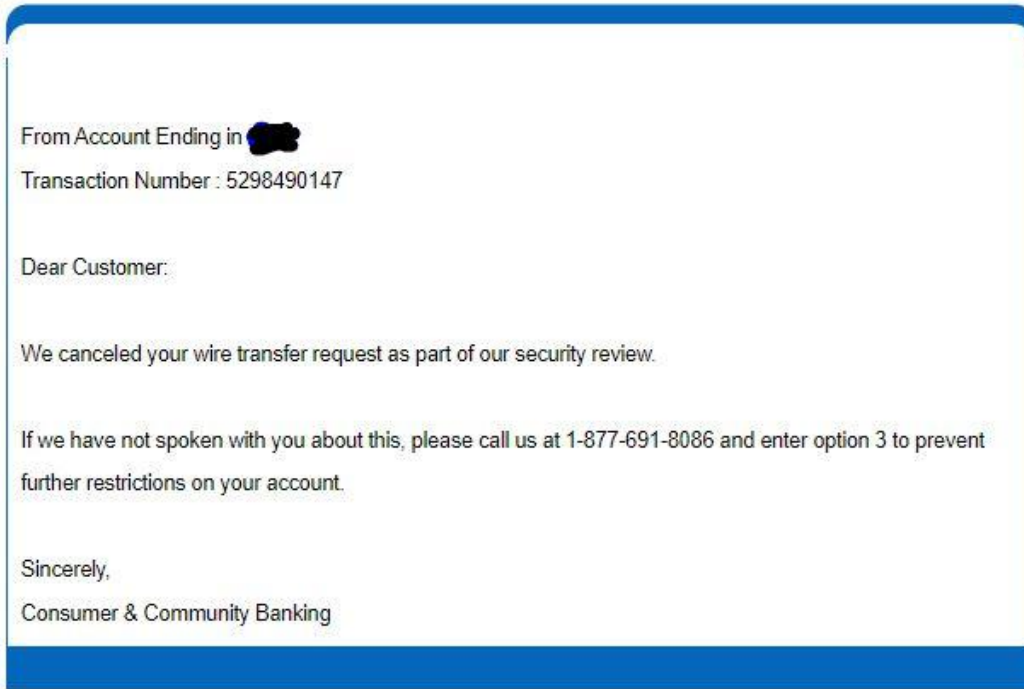 From Account Ending in
Transaction Number : 5298490147
Dear Customer:
We canceled your wire transfer request as part of our security review.
If we have not spoken with you about this, please call us at 1-877-691-8086 and enter option 3 to prevent
further restrictions on your account.
Sincerely,
Consumer & Community Banking